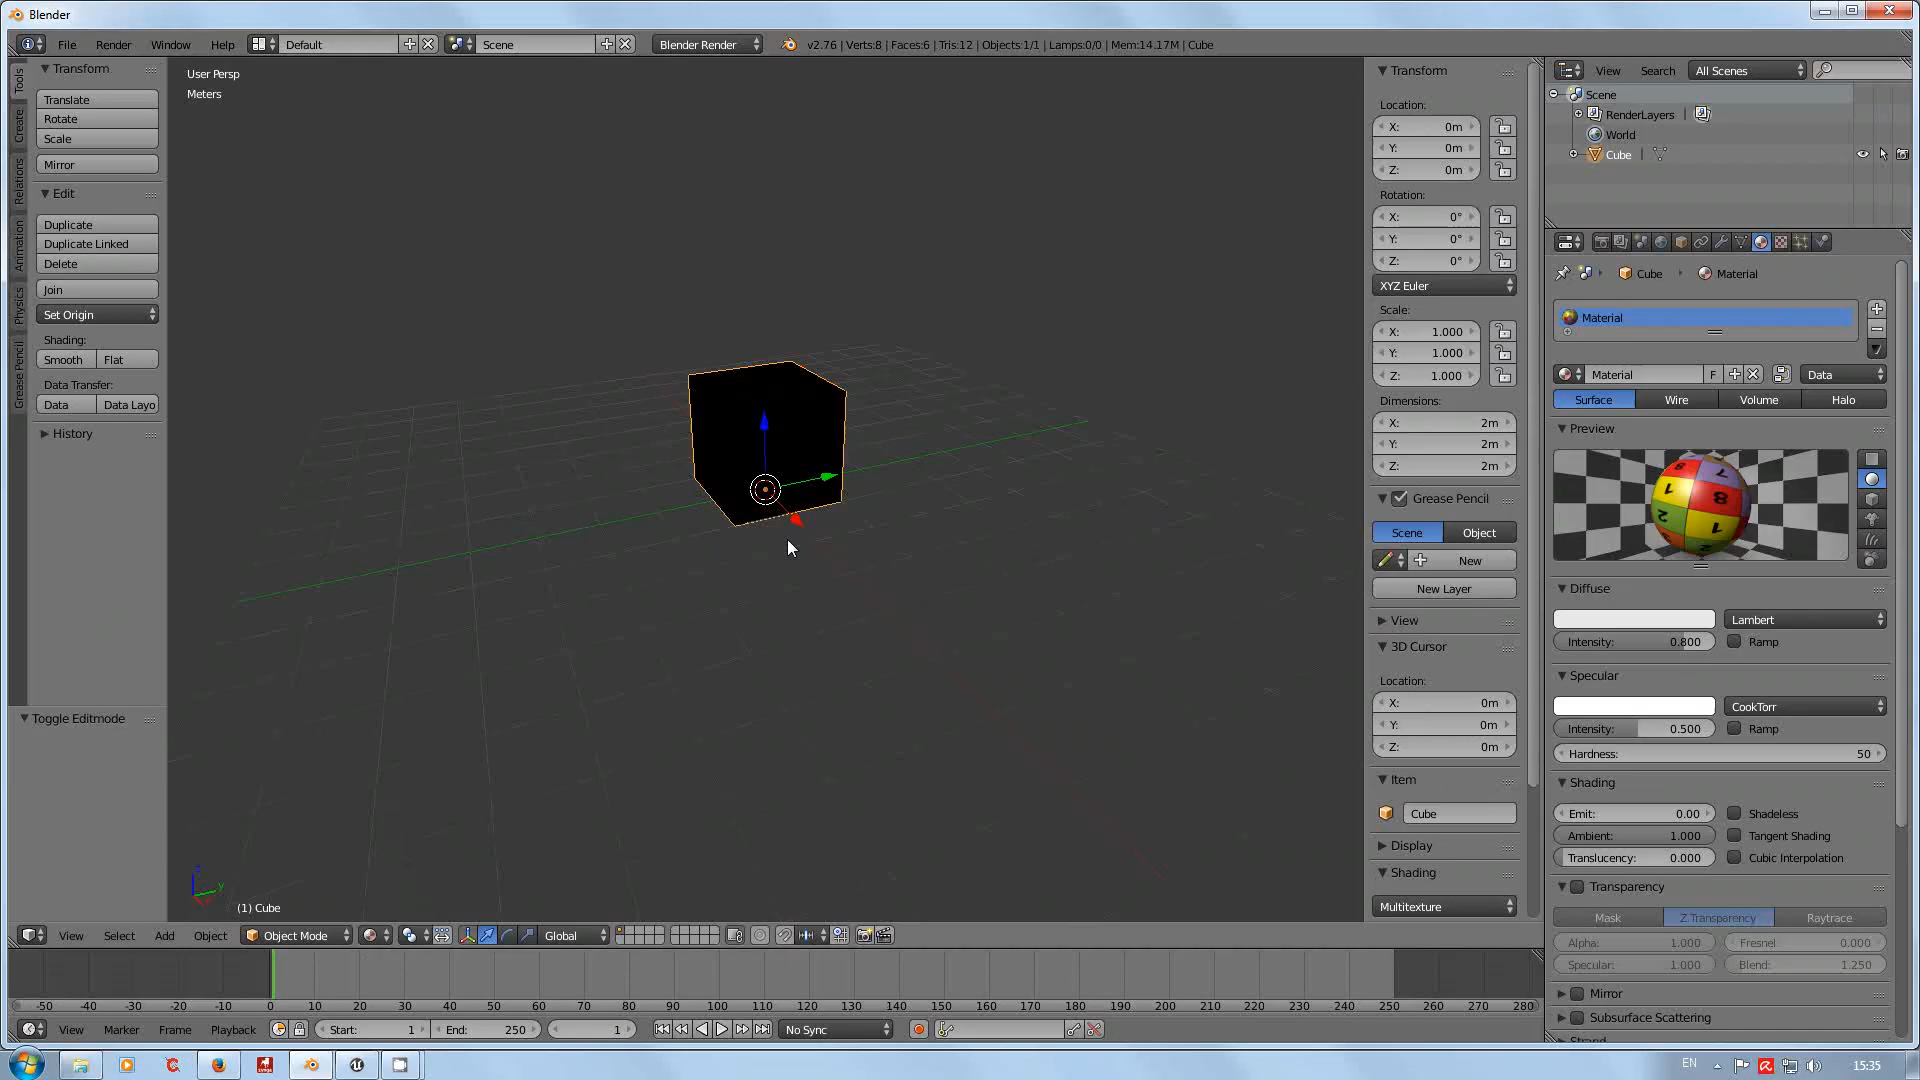 Blender
File Render Window Help Default Scene Blender Render v2.76 | Verts:8 | Faces:6 | Tris:12 | Objects:1/1 | Lamps:0/0 | Mem:14.17M | Cube
Tools
Create
Relations
Animation
Physics
Grease Pencil
Transform
Translate
Rotate
Scale
Mirror
Edit
Duplicate
Duplicate Linked
Delete
Join
Set Origin
Shading:
Smooth Flat
Data Transfer:
Data Data Layo
History
Toggle Editmode
User Persp
Meters
(1) Cube
Transform
Location:
X: 0m
Y: 0m
Z: 0m
Rotation:
X: 0°
Y: 0°
Z: 0°
XYZ Euler
Scale:
X: 1.000
Y: 1.000
Z: 1.000
Dimensions:
X: 2m
Y: 2m
Z: 2m
Grease Pencil
Scene Object
New
New Layer
View
3D Cursor
Location:
X: 0m
Y: 0m
Z: 0m
Item
Cube
Display
Shading
Multitexture
View Search All Scenes
Scene
RenderLayers |
World
Cube |
Cube Material
Material
Material F Data
Surface Wire Volume Halo
Preview
Diffuse
Lambert
Intensity: 0.800 Ramp
Specular
CookTorr
Intensity: 0.500 Ramp
Hardness: 50
Shading
Emit: 0.00 Shadeless
Ambient: 1.000 Tangent Shading
Translucency: 0.000 Cubic Interpolation
Transparency
Mask Z Transparency Raytrace
Alpha: 1.000 Fresnel 0.000
Specular: 1.000 Blend: 1.250
Mirror
Subsurface Scattering
View Select Add Object Object Mode Global
-50 -40 -30 -20 -10 0 10 20 30 40 50 60 70 80 90 100 110 120 130 140 150 160 170 180 190 200 210 220 230 240 250 260 270 280
View Marker Frame Playback Start: 1 End: 250 1 No Sync
EN 15:35